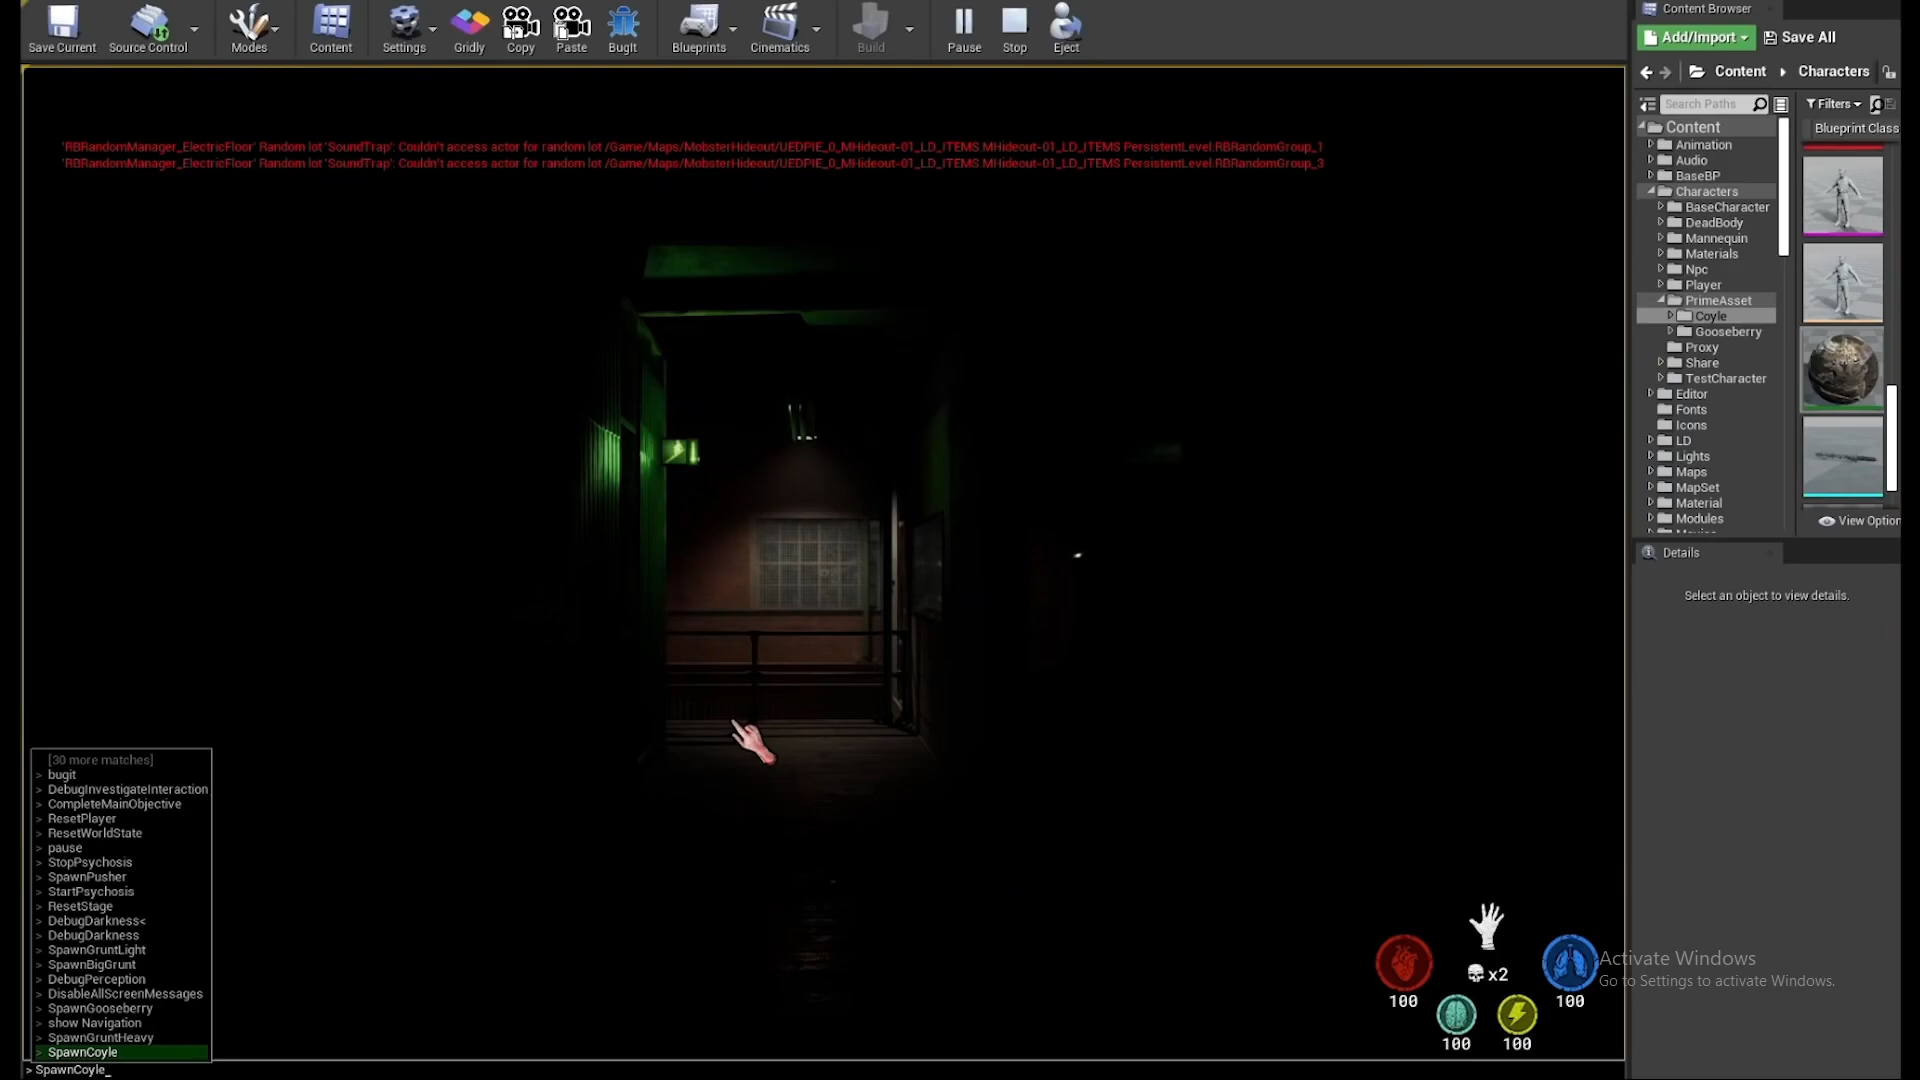 Save Current
Source Control
Modes
Content
Settings
Gridly
Copy
Paste
BugIt
Blueprints
Cinematics
Build
Pause
Stop
Eject
Content Browser
Add/Import
Save All
Content
Characters
Search Paths
Filters
Content
Animation
Audio
BaseBP
Characters
BaseCharacter
DeadBody
Mannequin
Materials
Npc
Player
PrimeAsset
Coyle
Gooseberry
Proxy
Share
TestCharacter
Editor
Fonts
Icons
LD
Lights
Maps
MapSet
Material
Modules
Blueprint Class
View Option
Details
Select an object to view details.
'RBRandomManager_ElectricFloor' Random lot 'SoundTrap': Couldn't access actor for random lot /Game/Maps/MobsterHideout/UEDPIE_0_MHideout-01_LD_ITEMS.MHideout-01_LD_ITEMS PersistentLevel.RBRandomGroup_1
'RBRandomManager_ElectricFloor' Random lot 'SoundTrap': Couldn't access actor for random lot /Game/Maps/MobsterHideout/UEDPIE_0_MHideout-01_LD_ITEMS.MHideout-01_LD_ITEMS PersistentLevel.RBRandomGroup_3
[30 more matches]
> bugit
> DebugInvestigateInteraction
> CompleteMainObjective
> ResetPlayer
> ResetWorldState
> pause
> StopPsychosis
> SpawnPusher
> StartPsychosis
> ResetStage
> DebugDarkness<
> DebugDarkness
> SpawnGruntLight
> SpawnBigGrunt
> DebugPerception
> DisableAllScreenMessages
> SpawnGooseberry
> show Navigation
> SpawnGruntHeavy
> SpawnCoyle
> SpawnCoyle_
x2
100
100
100
100
Activate Windows
Go to Settings to activate Windows.